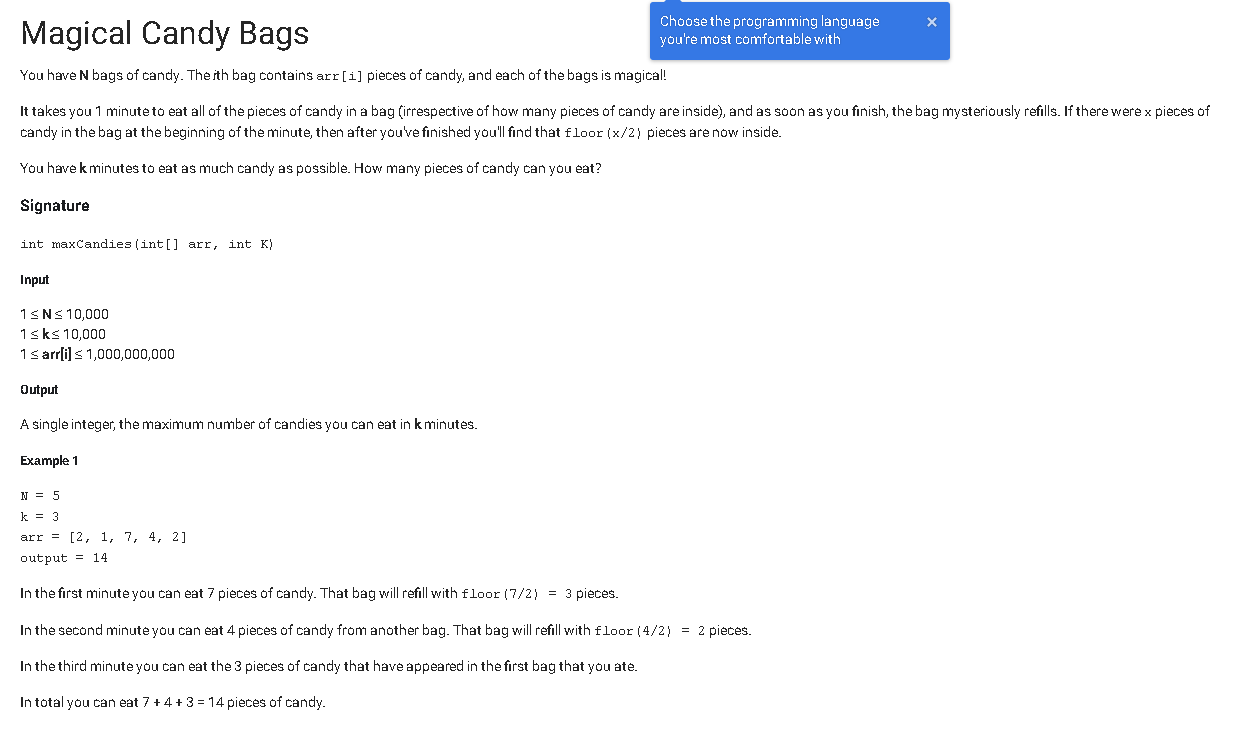 Magical Candy Bags
Choose the programming language
you're most comfortable with
×
You have N bags of candy. The ith bag contains arr[i] pieces of candy, and each of the bags is magical!
It takes you 1 minute to eat all of the pieces of candy in a bag (irrespective of how many pieces of candy are inside), and as soon as you finish, the bag mysteriously refills. If there were x pieces of
candy in the bag at the beginning of the minute, then after you've finished you'll find that floor(x/2) pieces are now inside.
You have k minutes to eat as much candy as possible. How many pieces of candy can you eat?
Signature
int maxCandies(int[] arr, int K)
Input
1 ≤ N ≤ 10,000
1 ≤ k ≤ 10,000
1 ≤ arr[i] ≤ 1,000,000,000
Output
A single integer, the maximum number of candies you can eat in k minutes.
Example 1
N = 5
k = 3
arr = [2, 1, 7, 4, 2]
output = 14
In the first minute you can eat 7 pieces of candy. That bag will refill with floor(7/2) = 3 pieces.
In the second minute you can eat 4 pieces of candy from another bag. That bag will refill with floor(4/2) = 2 pieces.
In the third minute you can eat the 3 pieces of candy that have appeared in the first bag that you ate.
In total you can eat 7 + 4 + 3 = 14 pieces of candy.